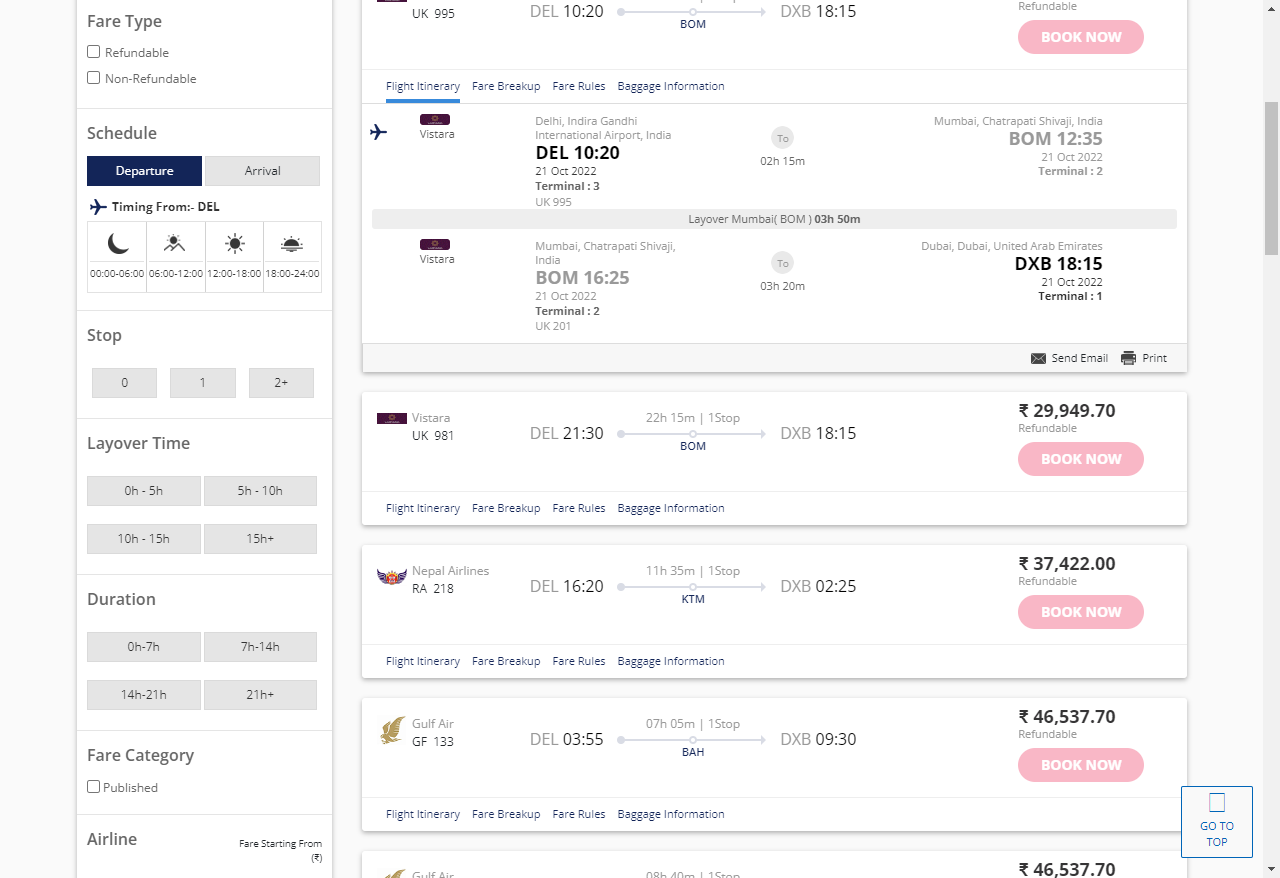 Fare Type
Refundable
Non-Refundable
Schedule
Departure
Arrival
Timing From:- DEL
00:00-06:00
06:00-12:00
12:00-18:00
18:00-24:00
Stop
0
1
2+
Layover Time
0h - 5h
5h - 10h
10h - 15h
15h+
Duration
0h-7h
7h-14h
14h-21h
21h+
Fare Category
Published
Airline
Fare Starting From
(₹)
UK 995
DEL 10:20
BOM
DXB 18:15
Refundable
BOOK NOW
Flight Itinerary
Fare Breakup
Fare Rules
Baggage Information
Vistara
Delhi, Indira Gandhi
International Airport, India
DEL 10:20
21 Oct 2022
Terminal : 3
UK 995
To
02h 15m
Mumbai, Chatrapati Shivaji, India
BOM 12:35
21 Oct 2022
Terminal : 2
Layover Mumbai( BOM ) 03h 50m
Vistara
Mumbai, Chatrapati Shivaji,
India
BOM 16:25
21 Oct 2022
Terminal : 2
UK 201
To
03h 20m
Dubai, Dubai, United Arab Emirates
DXB 18:15
21 Oct 2022
Terminal : 1
Send Email
Print
Vistara
UK 981
DEL 21:30
22h 15m | 1Stop
BOM
DXB 18:15
₹ 29,949.70
Refundable
BOOK NOW
Flight Itinerary
Fare Breakup
Fare Rules
Baggage Information
Nepal Airlines
RA 218
DEL 16:20
11h 35m | 1Stop
KTM
DXB 02:25
₹ 37,422.00
Refundable
BOOK NOW
Flight Itinerary
Fare Breakup
Fare Rules
Baggage Information
Gulf Air
GF 133
DEL 03:55
07h 05m | 1Stop
BAH
DXB 09:30
₹ 46,537.70
Refundable
BOOK NOW
Flight Itinerary
Fare Breakup
Fare Rules
Baggage Information
Gulf Air
08h 40m | 1Stop
₹ 46,537.70
GO TO
TOP